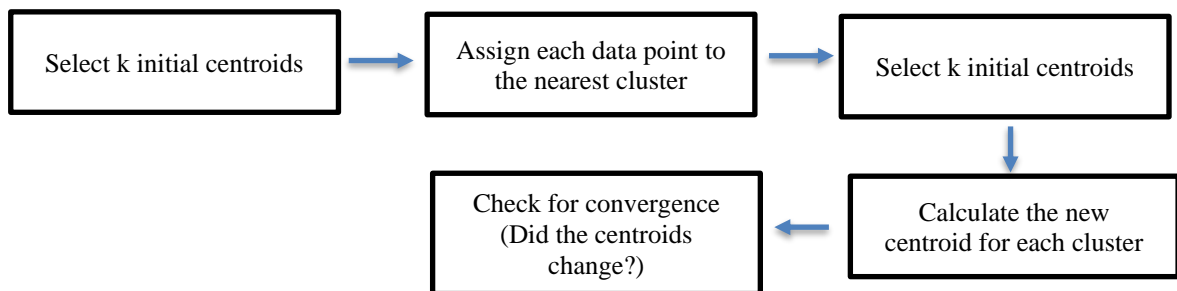 Select k initial centroids
Assign each data point to
the nearest cluster
Select k initial centroids
Calculate the new
centroid for each cluster
Check for convergence
(Did the centroids
change?)